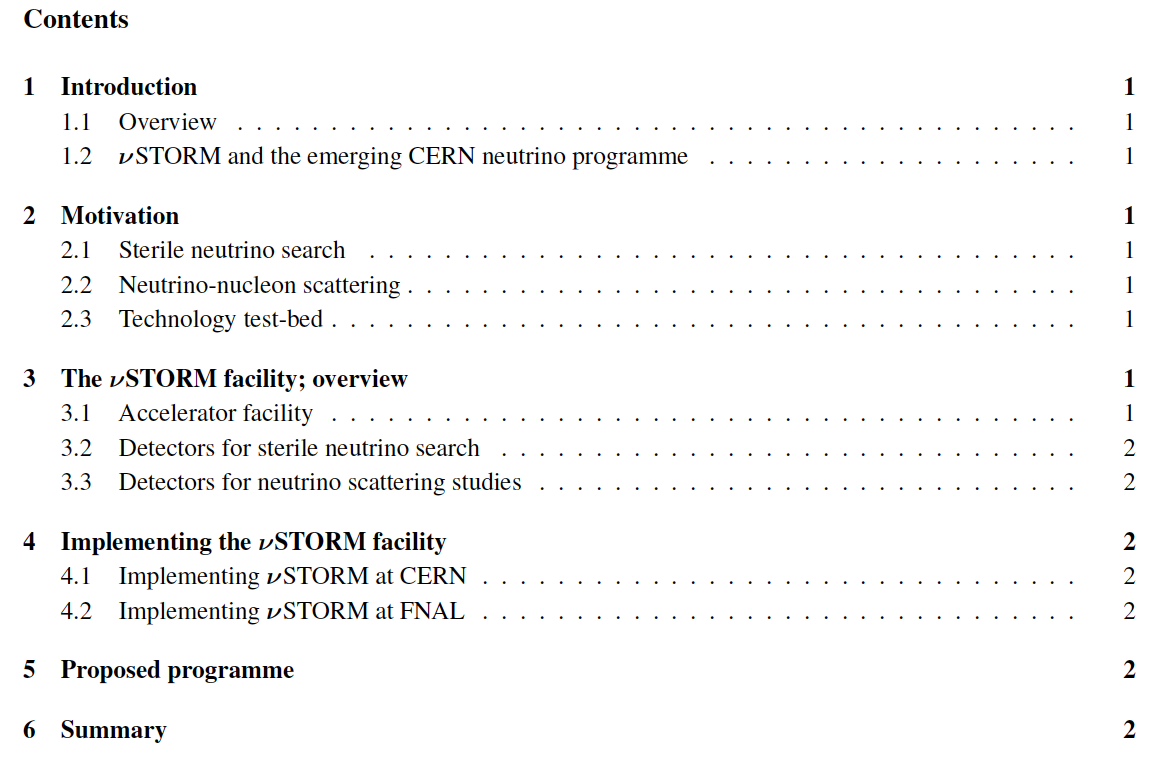 Contents
1 Introduction 1
1.1 Overview . . . . . . . . . . . . . . . . . . . . . . . . . . . . . . . . . . . . . . . . . . . . . 1
1.2 νSTORM and the emerging CERN neutrino programme . . . . . . . . . . . . . . . . . . . . 1
2 Motivation 1
2.1 Sterile neutrino search . . . . . . . . . . . . . . . . . . . . . . . . . . . . . . . . . . . . . . 1
2.2 Neutrino-nucleon scattering . . . . . . . . . . . . . . . . . . . . . . . . . . . . . . . . . . . . 1
2.3 Technology test-bed . . . . . . . . . . . . . . . . . . . . . . . . . . . . . . . . . . . . . . . . 1
3 The νSTORM facility; overview 1
3.1 Accelerator facility . . . . . . . . . . . . . . . . . . . . . . . . . . . . . . . . . . . . . . . . 1
3.2 Detectors for sterile neutrino search . . . . . . . . . . . . . . . . . . . . . . . . . . . . . . . 2
3.3 Detectors for neutrino scattering studies . . . . . . . . . . . . . . . . . . . . . . . . . . . . . 2
4 Implementing the νSTORM facility 2
4.1 Implementing νSTORM at CERN . . . . . . . . . . . . . . . . . . . . . . . . . . . . . . . . 2
4.2 Implementing νSTORM at FNAL . . . . . . . . . . . . . . . . . . . . . . . . . . . . . . . . 2
5 Proposed programme 2
6 Summary 2